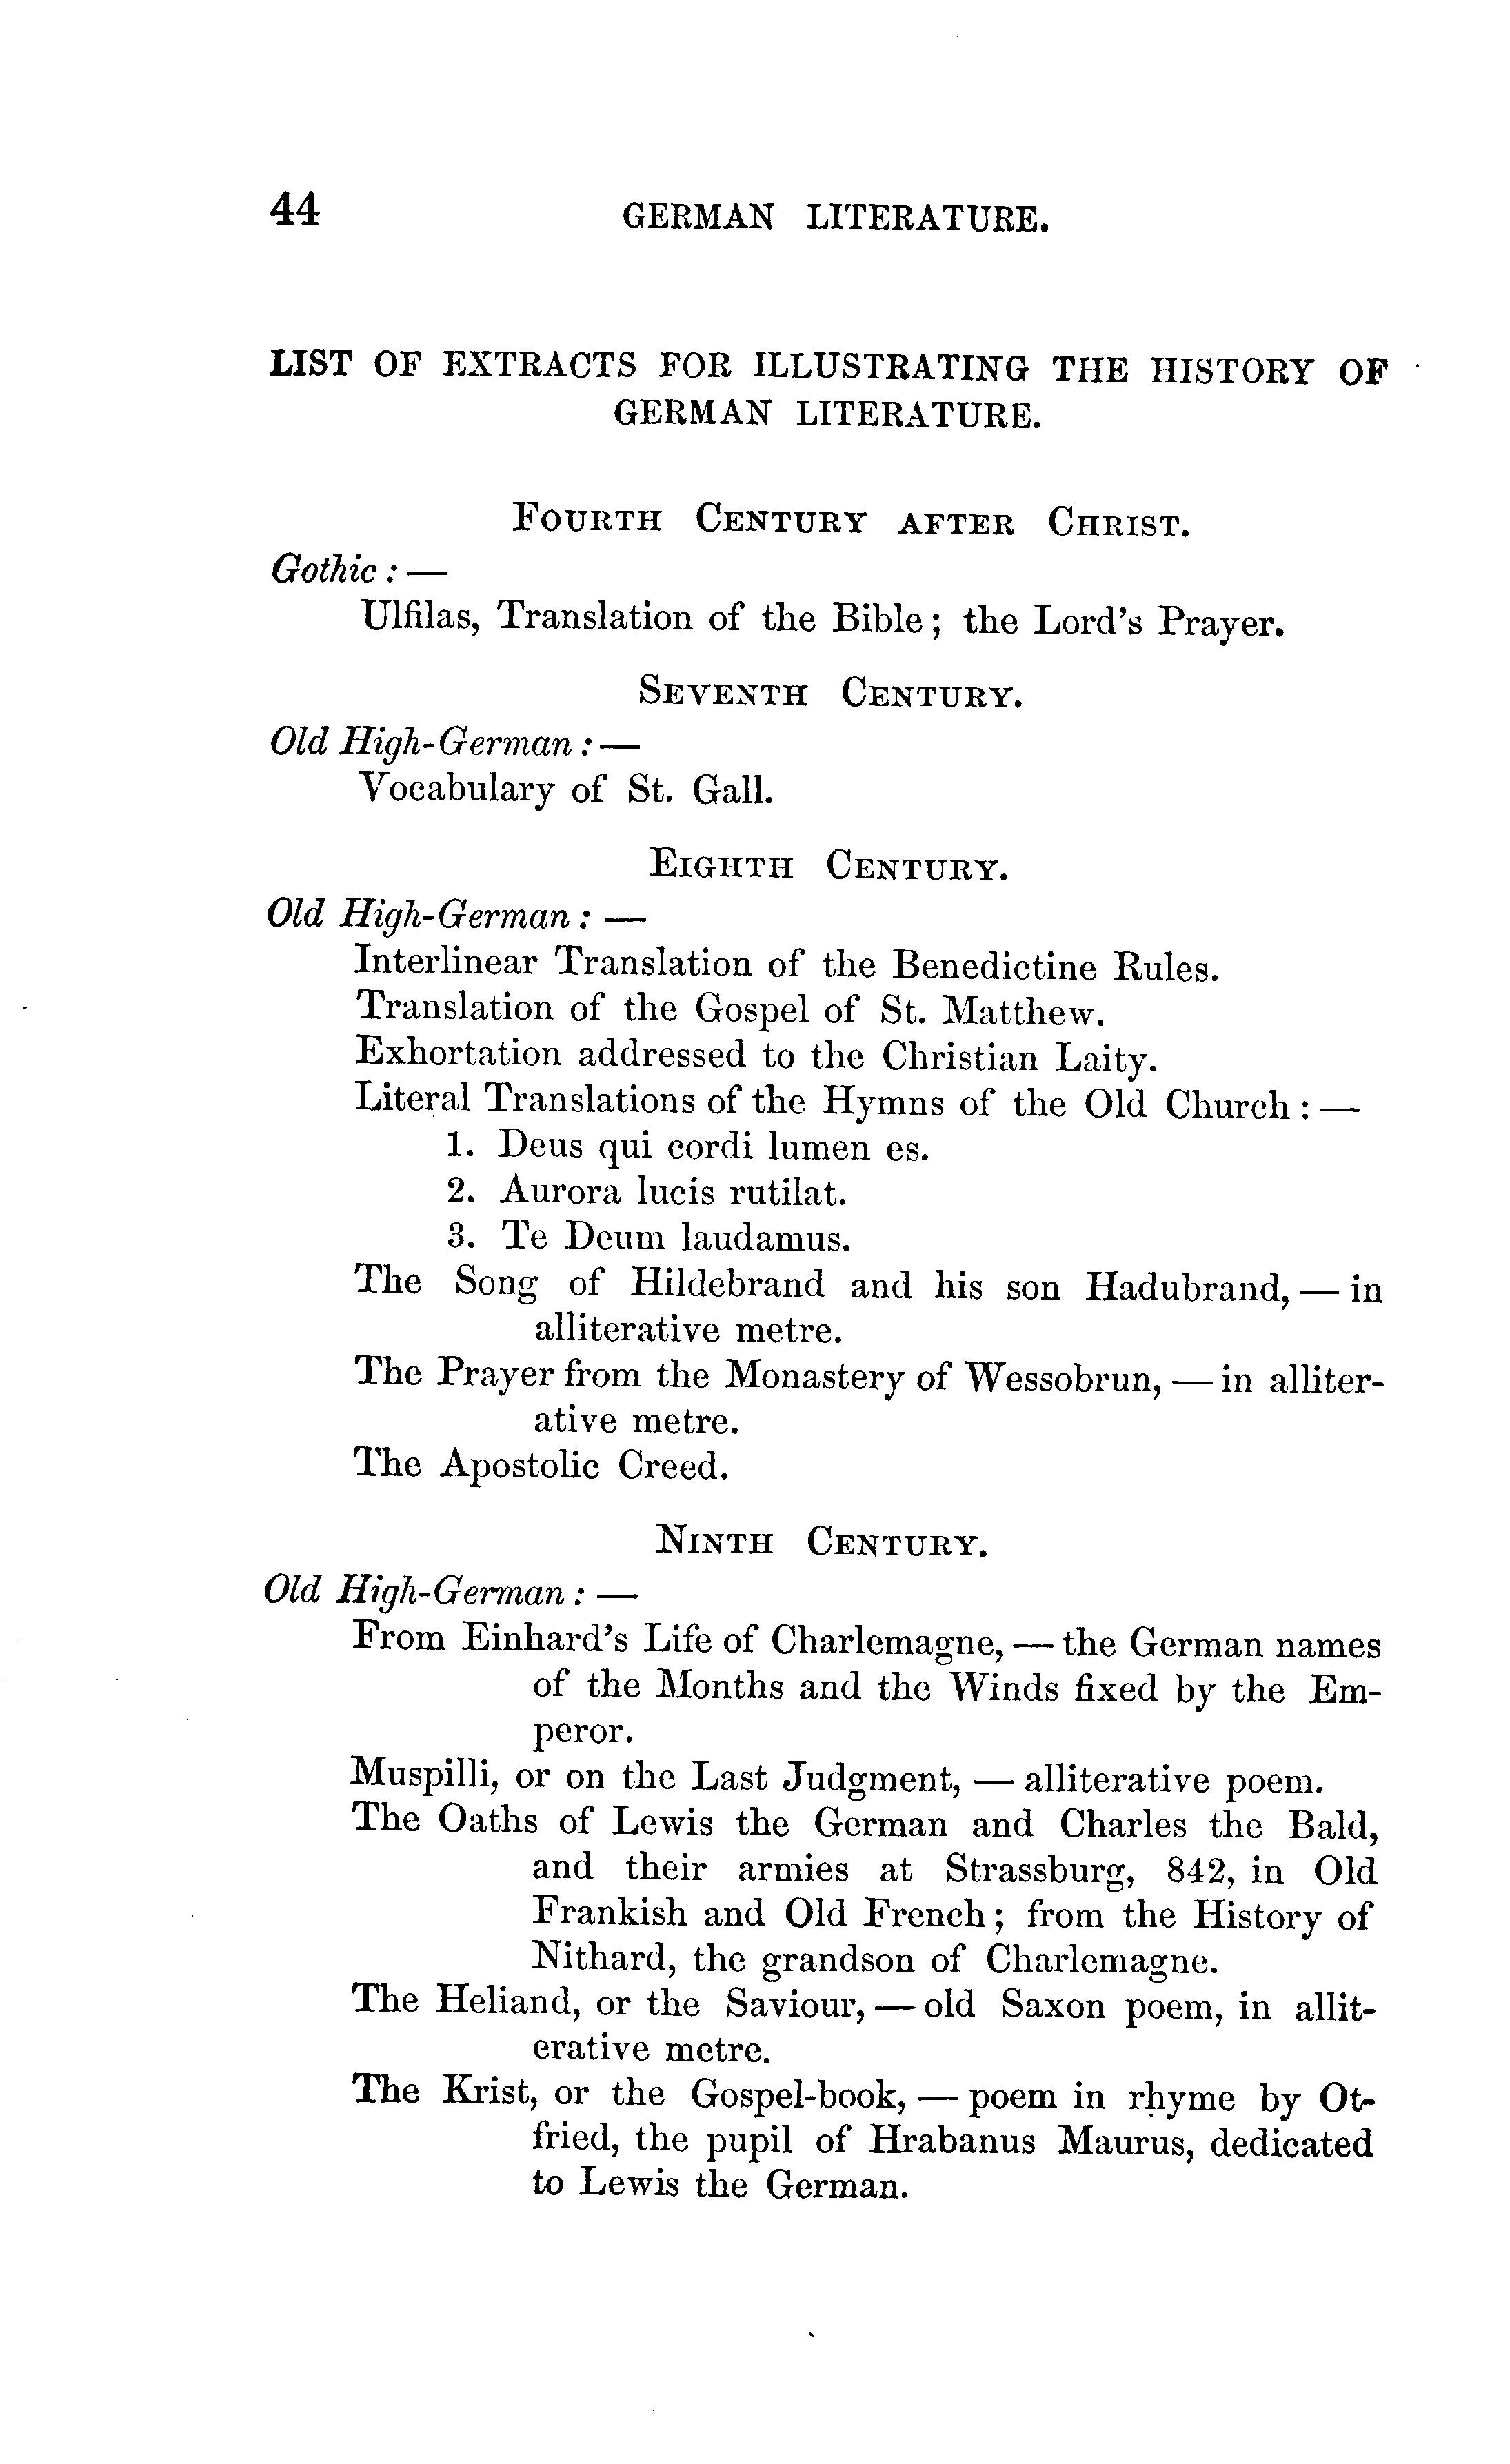 44 GERMAN LITERATURE.
LIST OF EXTRACTS FOR ILLUSTRATING THE HISTORY OF
GERMAN LITERATURE.
FOURTH CENTURY AFTER CHRIST.
Gothic : —
Ulfilas, Translation of the Bible ; the Lord's Prayer.
SEVENTH CENTURY.
Old High-German : —
Vocabulary of St. Gall.
EIGHTH CENTURY.
Old High-German : —
Interlinear Translation of the Benedictine Rules.
Translation of the Gospel of St. Matthew.
Exhortation addressed to the Christian Laity.
Literal Translations of the Hymns of the Old Church : —
1. Deus qui cordi lumen es.
2. Aurora lucis rutilat.
3. Te Deum laudamus.
The Song of Hildebrand and his son Hadubrand, — in
alliterative metre.
The Prayer from the Monastery of Wessobrun, — in alliter-
ative metre.
The Apostolic Creed.
NINTH CENTURY.
Old High-German : —
From Einhard's Life of Charlemagne, — the German names
of the Months and the Winds fixed by the Em-
peror.
Muspilli, or on the Last Judgment, — alliterative poem.
The Oaths of Lewis the German and Charles the Bald,
and their armies at Strassburg, 842, in Old
Frankish and Old French ; from the History of
Nithard, the grandson of Charlemagne.
The Heliand, or the Saviour, — old Saxon poem, in allit-
erative metre.
The Krist, or the Gospel-book, — poem in rhyme by Ot-
fried, the pupil of Hrabanus Maurus, dedicated
to Lewis the German.